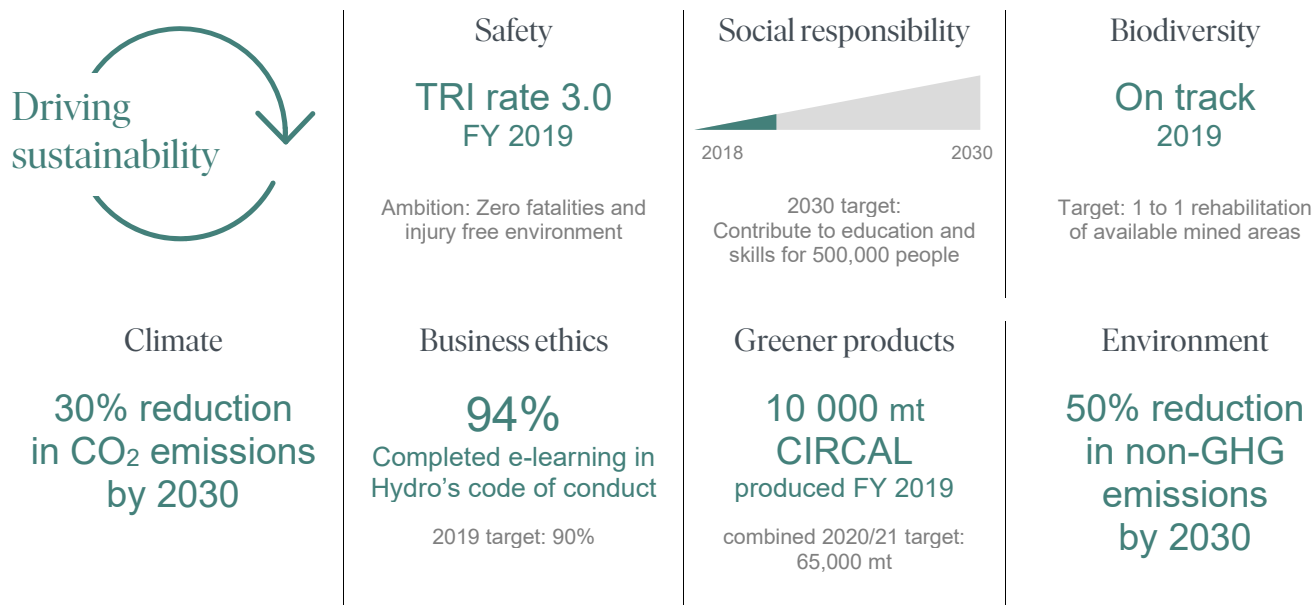 Driving
sustainability
Safety
TRI rate 3.0
FY 2019
Ambition: Zero fatalities and
injury free environment
Social responsibility
2018
2030
2030 target:
Contribute to education and
skills for 500,000 people
Biodiversity
On track
2019
Target: 1 to 1 rehabilitation
of available mined areas
Climate
30% reduction
in CO2 emissions
by 2030
Business ethics
94%
Completed e-learning in
Hydro’s code of conduct
2019 target: 90%
Greener products
10 000 mt
CIRCAL
produced FY 2019
combined 2020/21 target:
65,000 mt
Environment
50% reduction
in non-GHG
emissions
by 2030